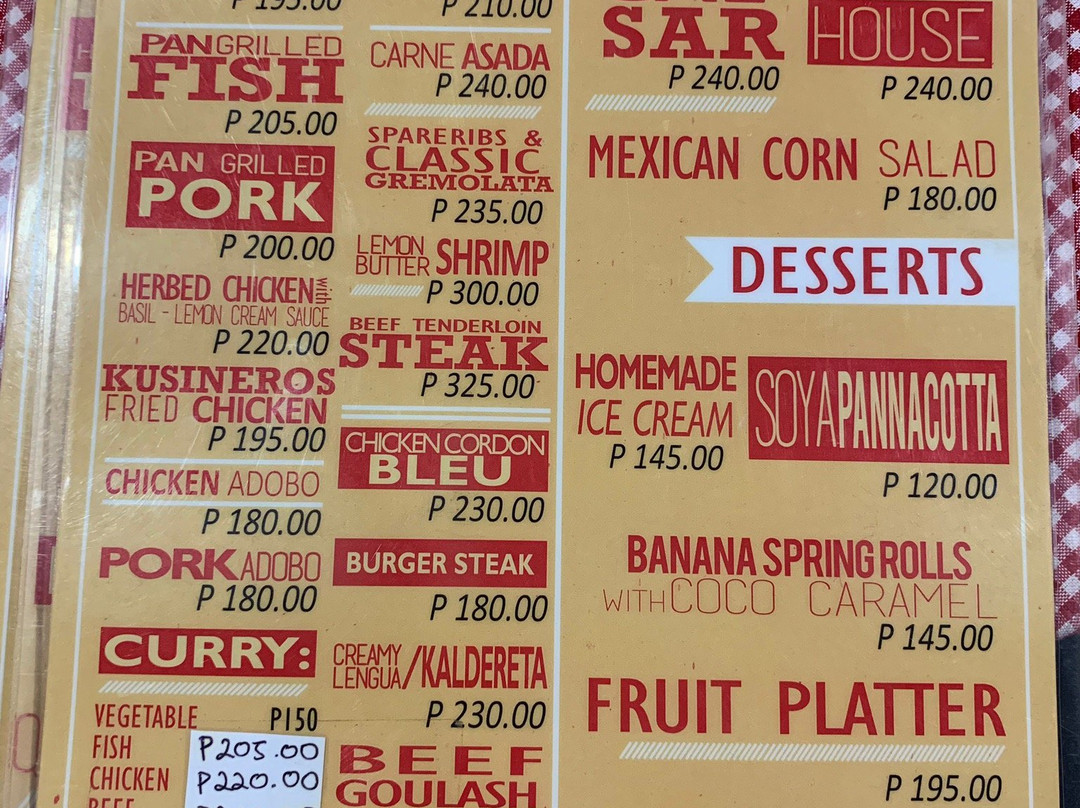 P 195.00
PAN GRILLED
FISH
P 205.00
PAN GRILLED
PORK
P 200.00
HERBED CHICKEN with
BASIL - LEMON CREAM SAUCE
P 220.00
KUSINEROS
FRIED CHICKEN
P 195.00
CHICKEN ADOBO
P 180.00
PORK ADOBO
P 180.00
CURRY:
VEGETABLE P150
FISH P205.00
CHICKEN P220.00
BEEF
P 210.00
CARNE ASADA
P 240.00
SPARERIBS &
CLASSIC
GREMOLATA
P 235.00
LEMON
BUTTER SHRIMP
P 300.00
BEEF TENDERLOIN
STEAK
P 325.00
CHICKEN CORDON
BLEU
P 230.00
BURGER STEAK
P 180.00
CREAMY
LENGUA/KALDERETA
P 230.00
BEEF
GOULASH
SAR
P 240.00
HOUSE
P 240.00
MEXICAN CORN SALAD
P 180.00
DESSERTS
HOMEMADE
ICE CREAM
P 145.00
SOYA PANNACOTTA
P 120.00
BANANA SPRING ROLLS
WITH COCO CARAMEL
P 145.00
FRUIT PLATTER
P 195.00